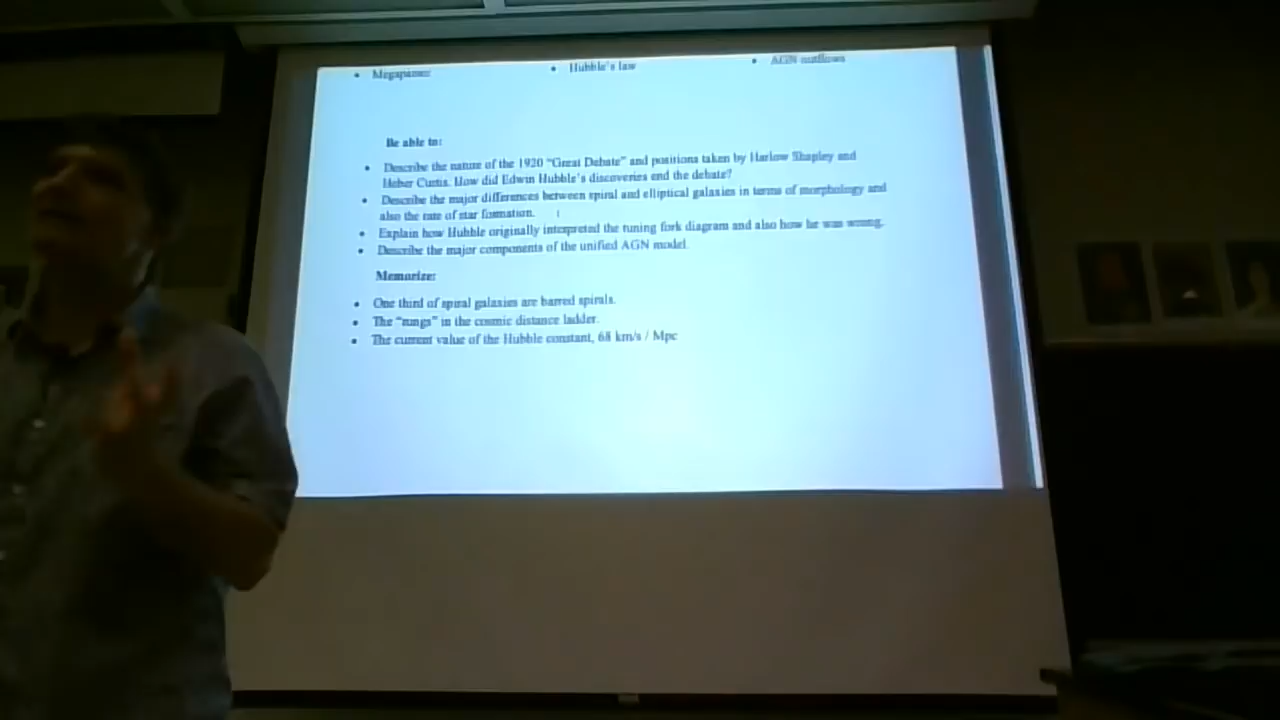 • Megaparsec
• Hubble's law
• AGN outflows
Be able to:
• Describe the nature of the 1920 "Great Debate" and positions taken by Harlow Shapley and
Heber Curtis. How did Edwin Hubble's discoveries end the debate?
• Describe the major differences between spiral and elliptical galaxies in terms of morphology and
also the rate of star formation.
• Explain how Hubble originally interpreted the tuning fork diagram and also how he was wrong.
• Describe the major components of the unified AGN model.
Memorize:
• One third of spiral galaxies are barred spirals.
• The "rungs" in the cosmic distance ladder.
• The current value of the Hubble constant, 68 km/s / Mpc